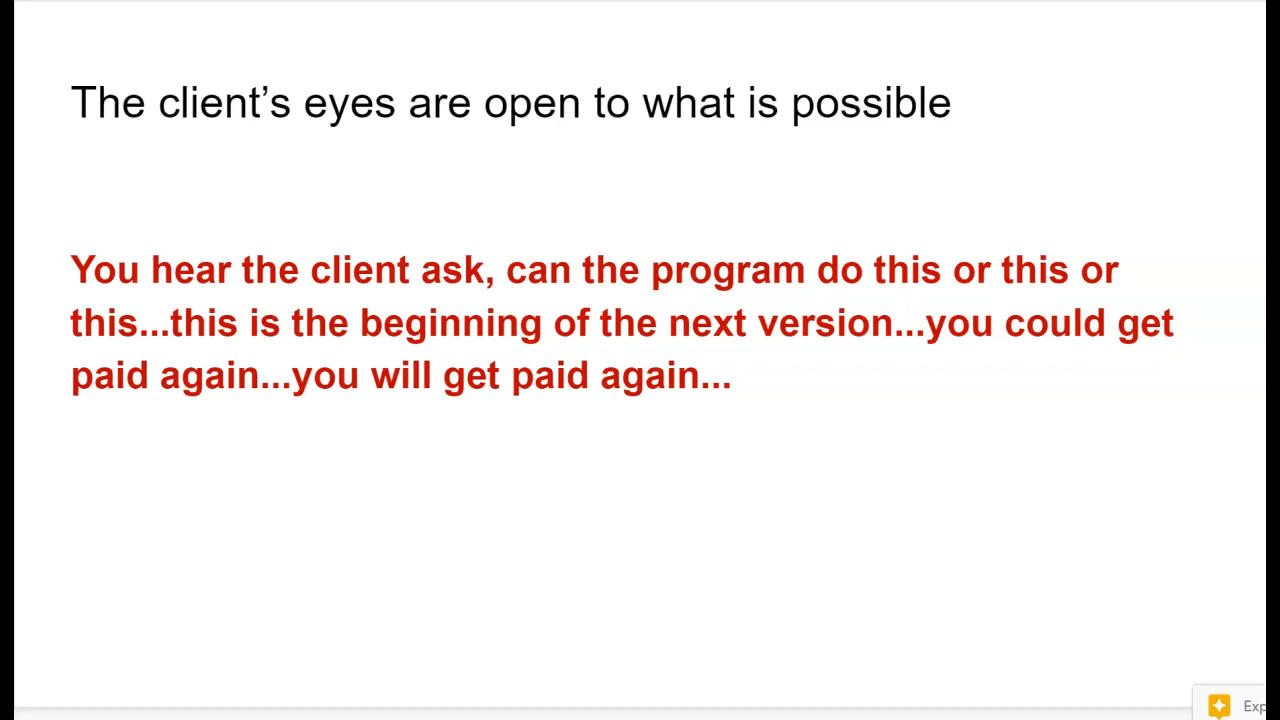 The client’s eyes are open to what is possible
You hear the client ask, can the program do this or this or
this...this is the beginning of the next version...you could get
paid again...you will get paid again...
Exp